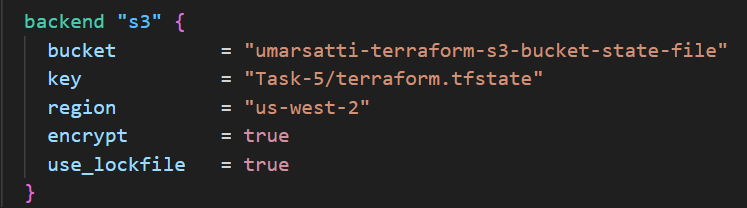 backend "s3" {
  bucket         = "umarsatti-terraform-s3-bucket-state-file"
  key            = "Task-5/terraform.tfstate"
  region         = "us-west-2"
  encrypt        = true
  use_lockfile   = true
}